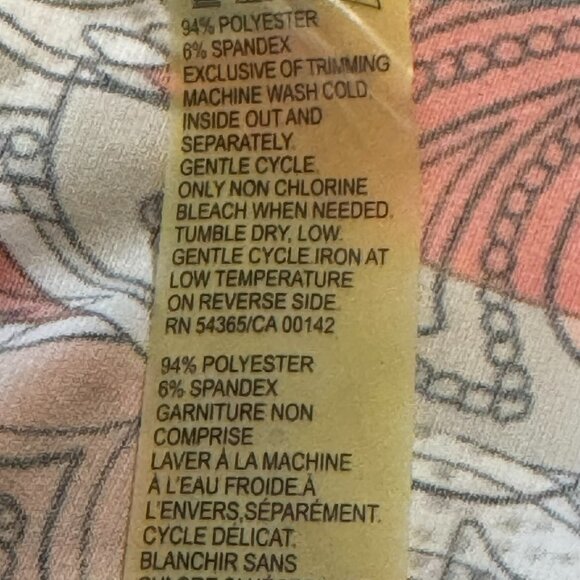 94% POLYESTER
6% SPANDEX
EXCLUSIVE OF TRIMMING
MACHINE WASH COLD,
INSIDE OUT AND
SEPARATELY.
GENTLE CYCLE.
ONLY NON CHLORINE
BLEACH WHEN NEEDED.
TUMBLE DRY, LOW.
GENTLE CYCLE.IRON AT
LOW TEMPERATURE
ON REVERSE SIDE.
RN 54365/CA 00142
94% POLYESTER
6% SPANDEX
GARNITURE NON
COMPRISE
LAVER À LA MACHINE
À L'EAU FROIDE.À
L'ENVERS,SÉPARÉMENT.
CYCLE DÉLICAT.
BLANCHIR SANS